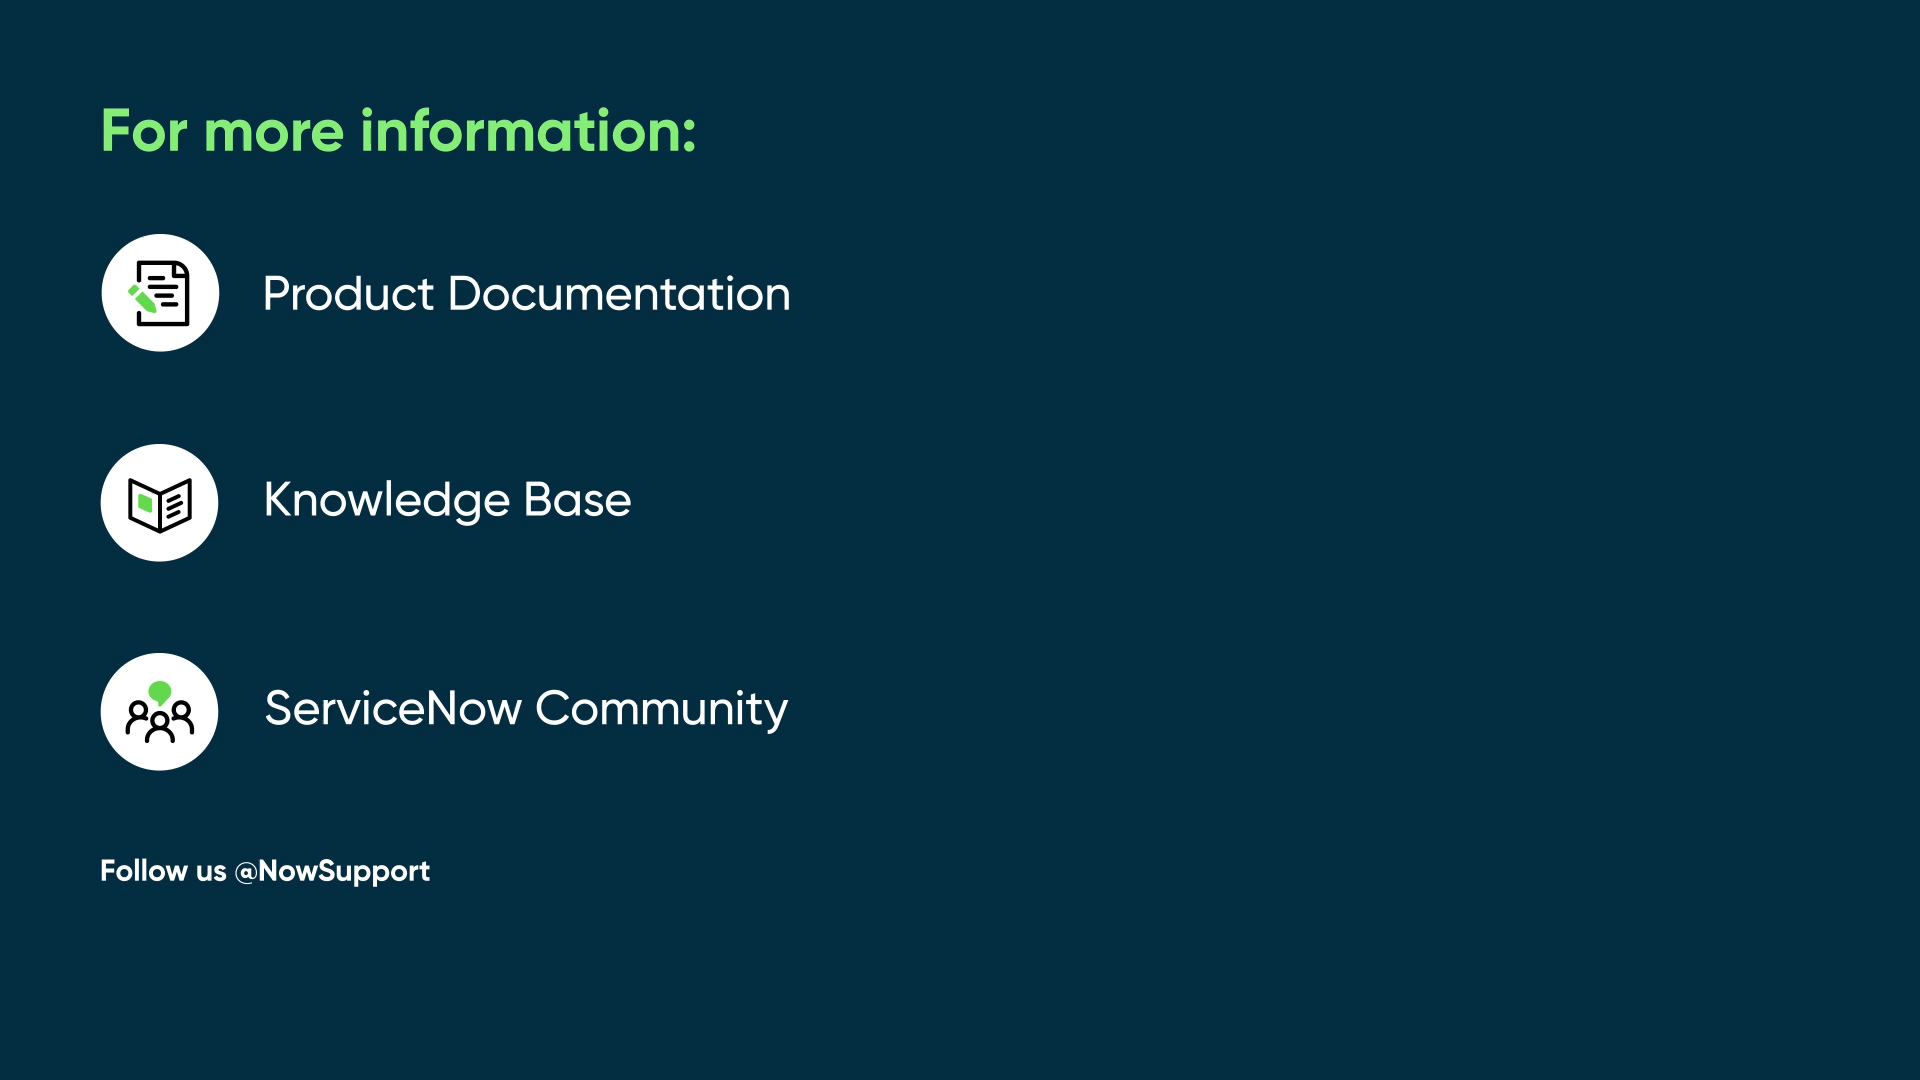 For more information:
Product Documentation
Knowledge Base
ServiceNow Community
Follow us @NowSupport